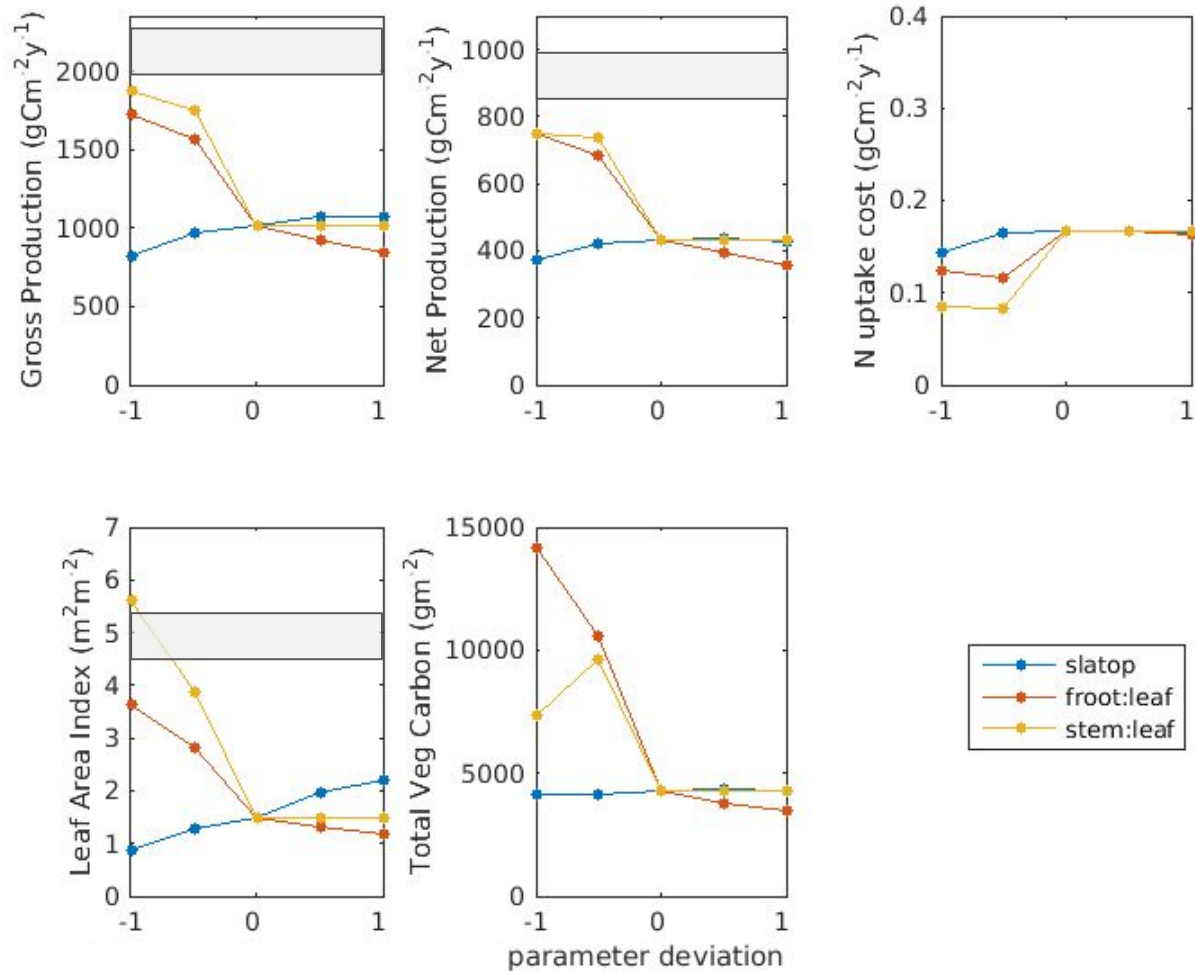 Gross Production (gCm⁻²y⁻¹)
2000
1500
1000
500
0
-1 0 1
Net Production (gCm⁻²y⁻¹)
1000
800
600
400
200
0
-1 0 1
N uptake cost (gCm⁻²y⁻¹)
0.4
0.3
0.2
0.1
0
-1 0 1
Leaf Area Index (m²m⁻²)
7
6
5
4
3
2
1
0
-1 0 1
Total Veg Carbon (gm⁻²)
15000
10000
5000
0
-1 0 1
parameter deviation
slatop
froot:leaf
stem:leaf